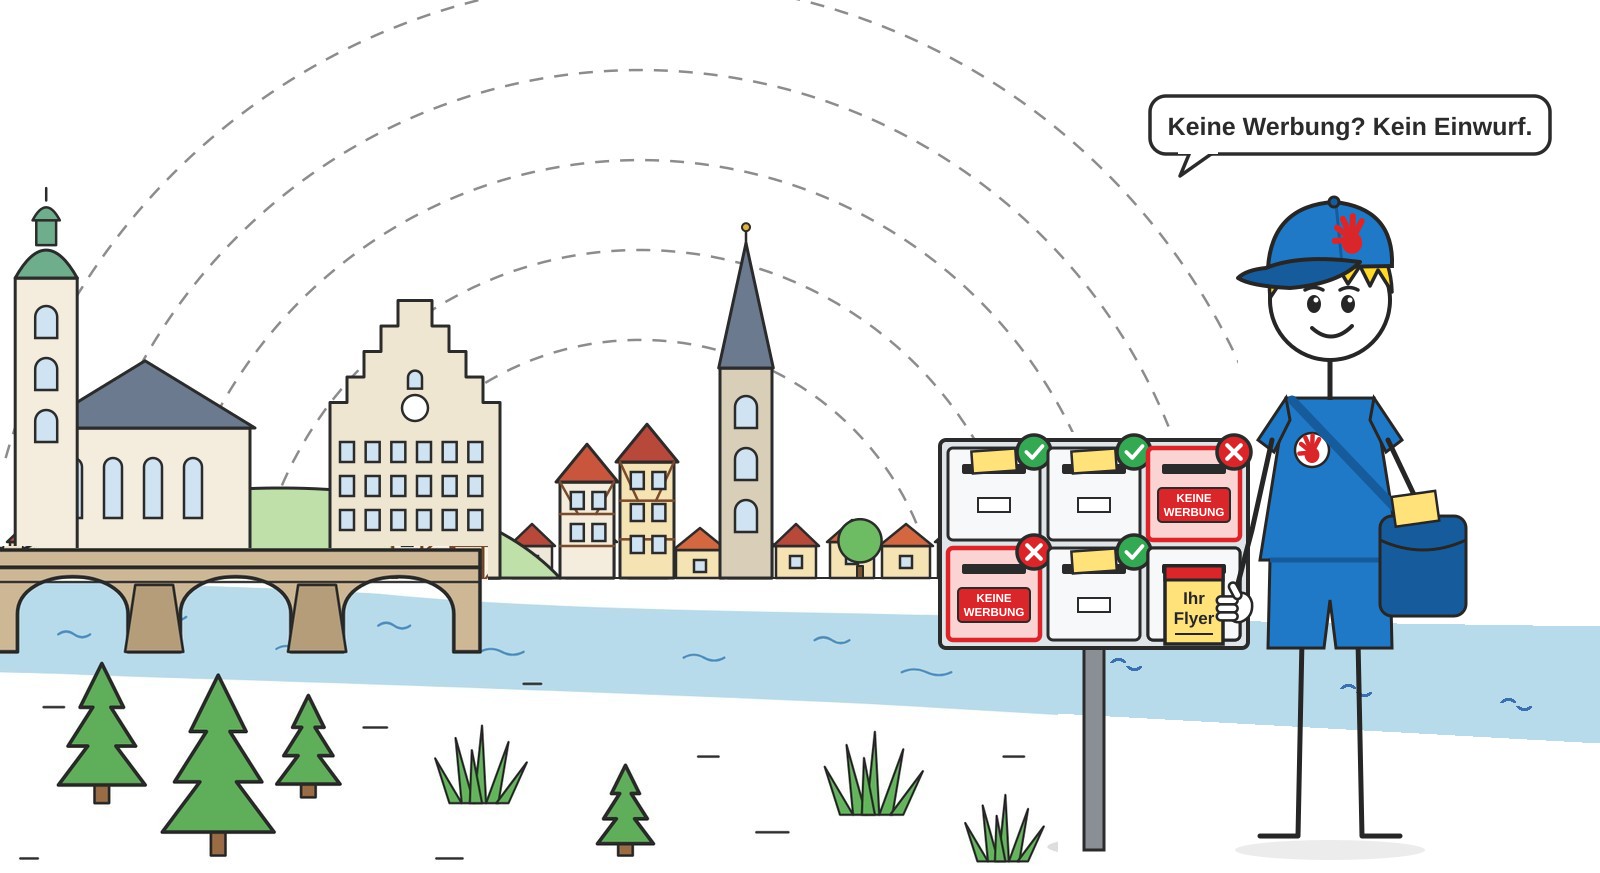 Keine Werbung? Kein Einwurf.
KEINE
WERBUNG
KEINE
WERBUNG
Ihr
Flyer